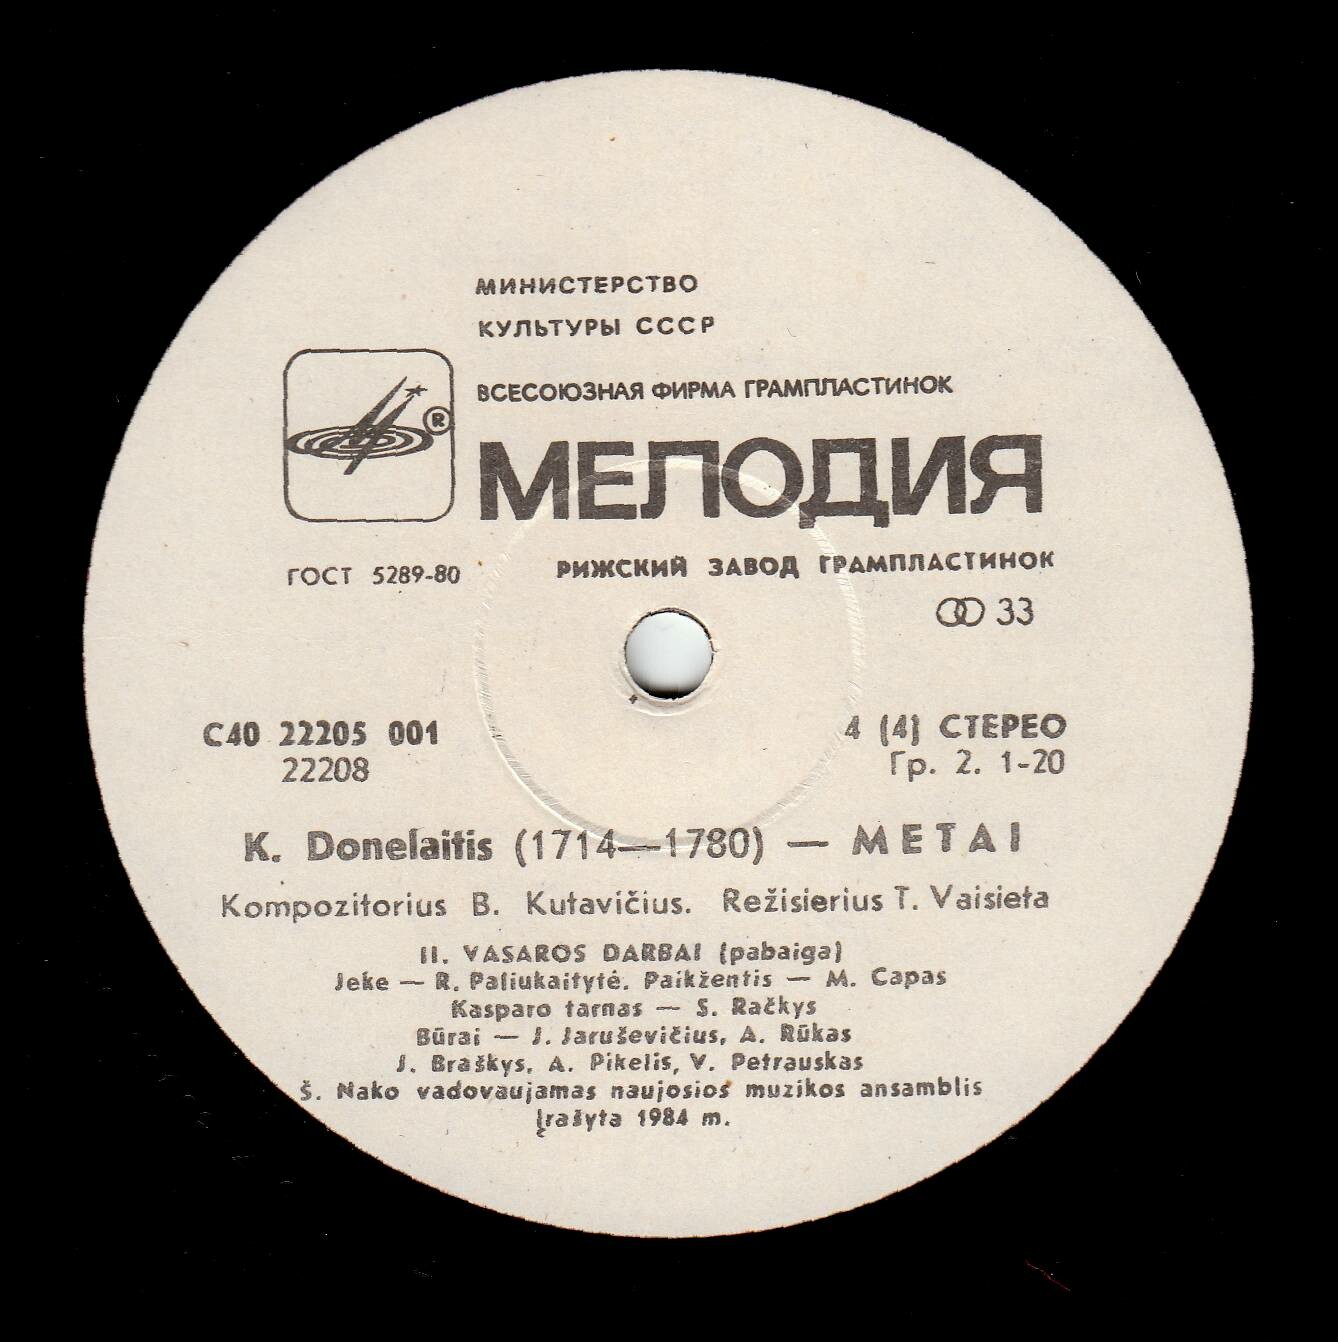 МИНИСТЕРСТВО
КУЛЬТУРЫ СССР
ВСЕСОЮЗНАЯ ФИРМА ГРАМПЛАСТИНОК
®
МЕЛОДИЯ
ГОСТ 5289-80
РИЖСКИЙ ЗАВОД ГРАМПЛАСТИНОК
33
С40 22205 001
22208
4 (4) СТЕРЕО
Гр. 2. 1-20
K. Donelaitis (1714—1780) — METAI
Kompozitorius B. Kutavičius. Režisierius T. Vaisieta
II. VASAROS DARBAI (pabaiga)
Jeke — R. Paliukaitytė. Paikžentis — M. Capas
Kasparo tarnas — S. Račkys
Būrai — J. Jaruševičius, A. Rūkas
J. Braškys, A. Pikelis, V. Petrauskas
Š. Nako vadovaujamas naujosios muzikos ansamblis
Įrašyta 1984 m.